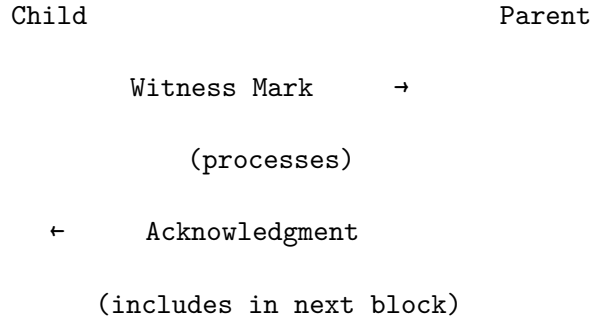 Child Parent
Witness Mark →
(processes)
← Acknowledgment
(includes in next block)